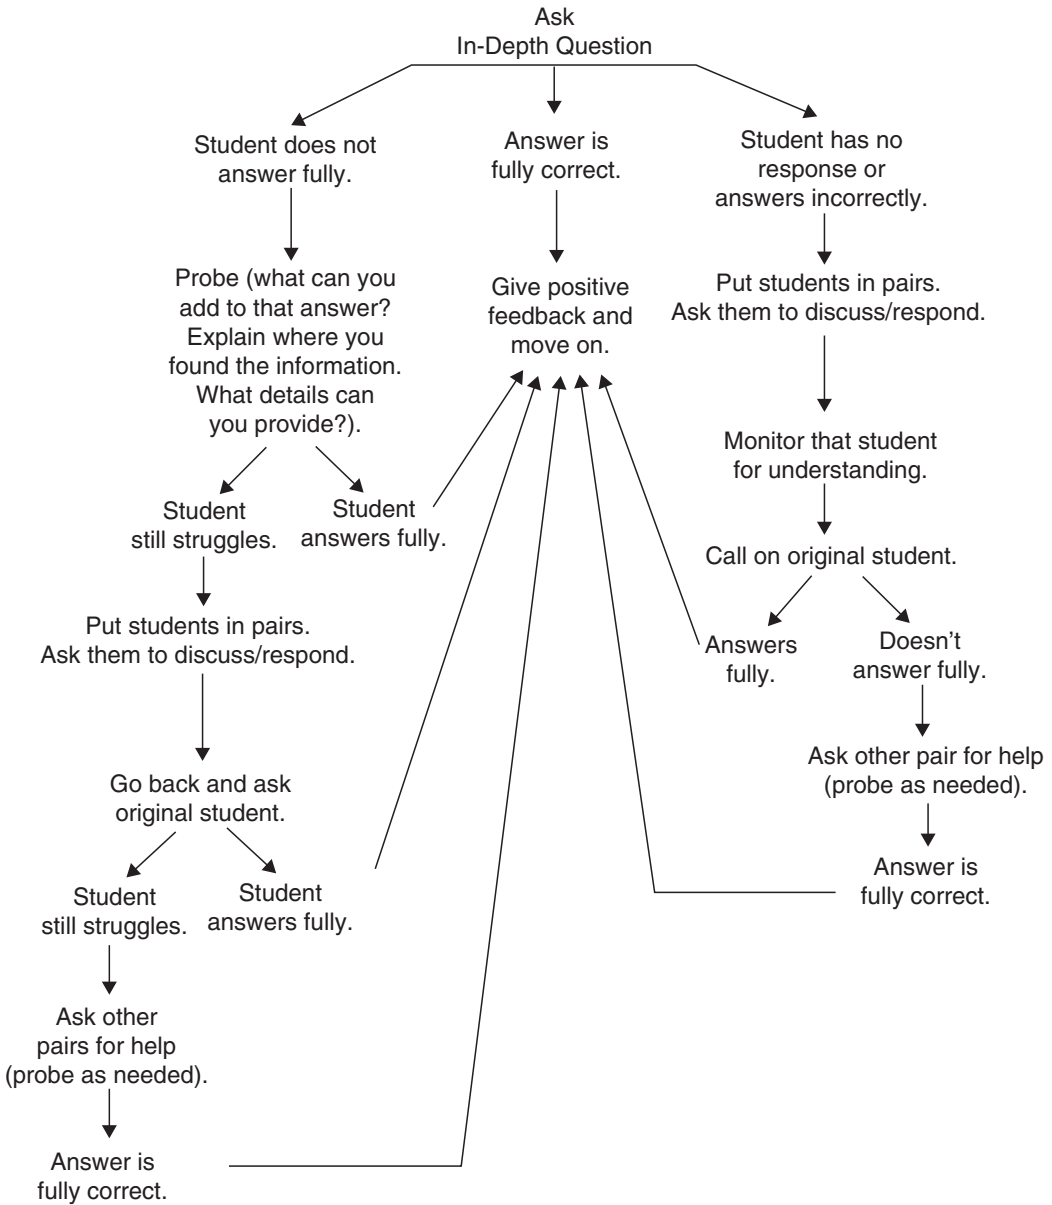 Ask
In-Depth Question
Student does not
answer fully.
Answer is
fully correct.
Student has no
response or
answers incorrectly.
Probe (what can you
add to that answer?
Explain where you
found the information.
What details can
you provide?).
Give positive
feedback and
move on.
Put students in pairs.
Ask them to discuss/respond.
Monitor that student
for understanding.
Student
still struggles.
Student
answers fully.
Call on original student.
Put students in pairs.
Ask them to discuss/respond.
Answers
fully.
Doesn't
answer fully.
Go back and ask
original student.
Ask other pair for help
(probe as needed).
Student
still struggles.
Student
answers fully.
Answer is
fully correct.
Ask other
pairs for help
(probe as needed).
Answer is
fully correct.